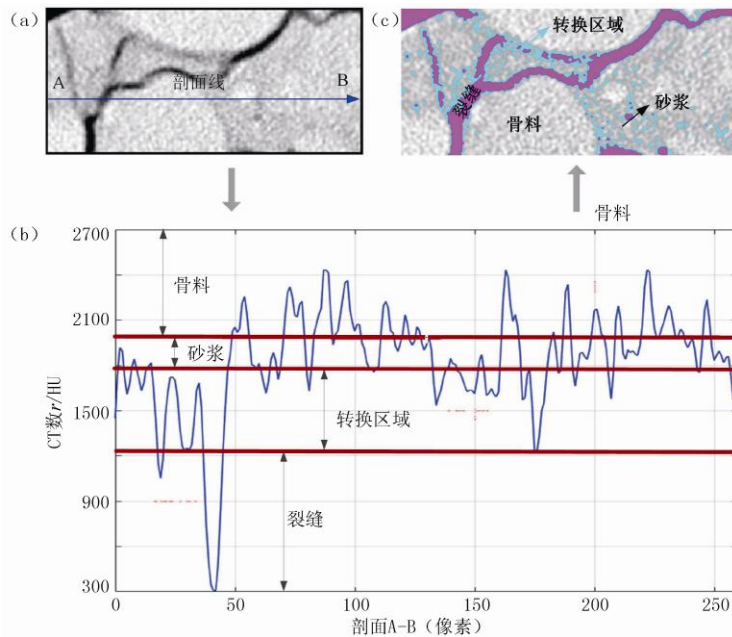 (a)
A
剖面线
B
(c)
转换区域
裂缝
骨料
砂浆
骨料
(b)
2700
2100
1500
900
300
CT数r/HU
骨料
砂浆
转换区域
裂缝
0
50
100
150
200
250
剖面A-B（像素）